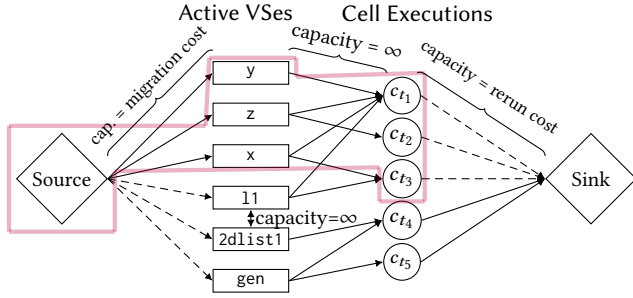 Active VSes
Cell Executions
cap. = migration cost
capacity = ∞
capacity = rerun cost
y
z
x
l1
capacity=∞
2dlist1
gen
c_{t_1}
c_{t_2}
c_{t_3}
c_{t_4}
c_{t_5}
Source
Sink